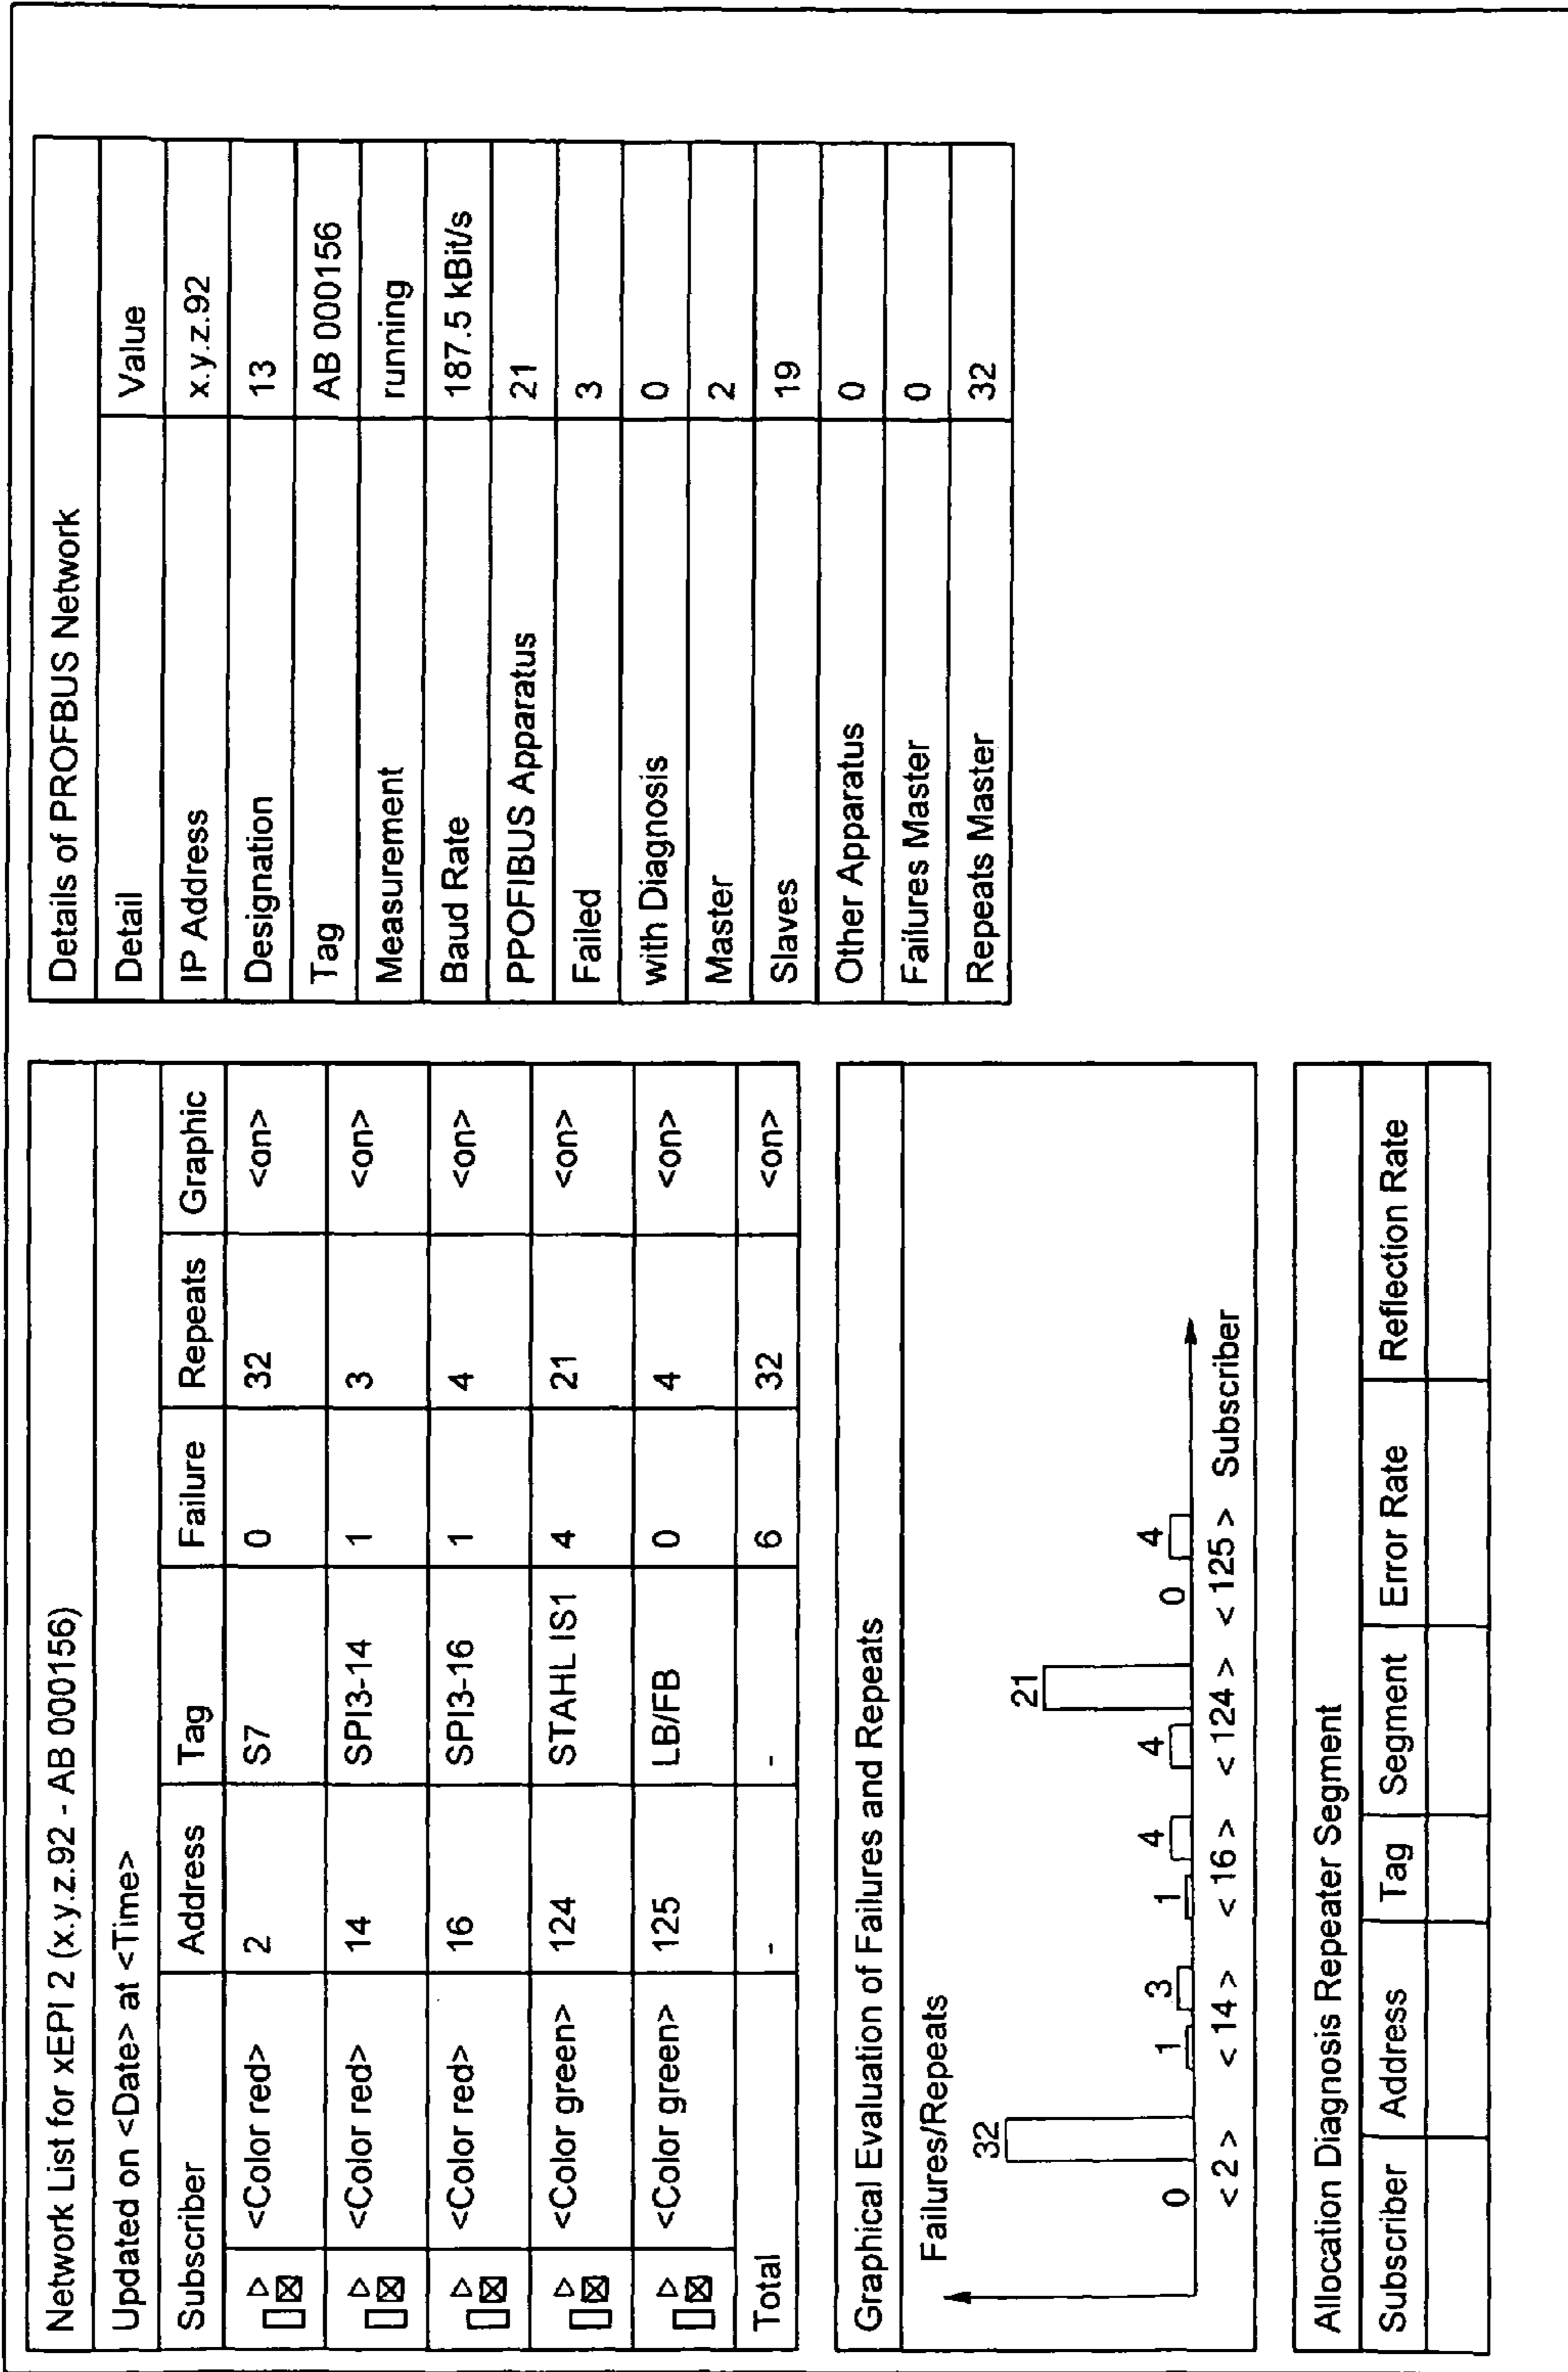 Network List for xEPI 2 (x.y.z.92 - AB 000156)
Updated on <Date> at <Time>
Subscriber Address Tag Failure Repeats Graphic
<Color red> 2 S7 0 32 <on>
<Color red> 14 SPI3-14 1 3 <on>
<Color red> 16 SPI3-16 1 4 <on>
<Color green> 124 STAHL IS1 4 21 <on>
<Color green> 125 LB/FB 0 4 <on>
Total - - 6 32 <on>
Details of PROFBUS Network
Detail Value
IP Address x.y.z.92
Designation 13
Tag AB 000156
Measurement running
Baud Rate 187.5 kBit/s
PPOFIBUS Apparatus 21
Failed 3
with Diagnosis 0
Master 2
Slaves 19
Other Apparatus 0
Failures Master 0
Repeats Master 32
Graphical Evaluation of Failures and Repeats
Failures/Repeats
0 32 1 3 1 4 4 21 0 4
< 2 > < 14 > < 16 > < 124 > < 125 > Subscriber
Allocation Diagnosis Repeater Segment
Subscriber Address Tag Segment Error Rate Reflection Rate